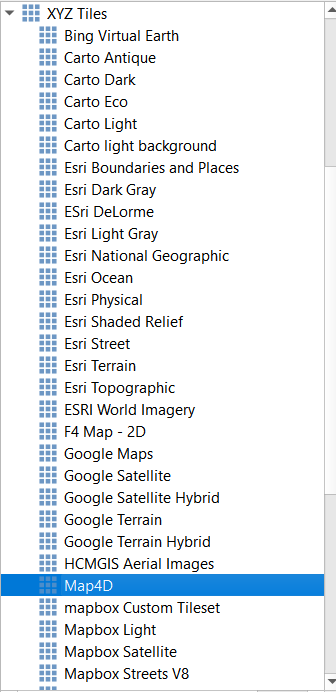 XYZ Tiles
Bing Virtual Earth
Carto Antique
Carto Dark
Carto Eco
Carto Light
Carto light background
Esri Boundaries and Places
Esri Dark Gray
ESri DeLorme
Esri Light Gray
Esri National Geographic
Esri Ocean
Esri Physical
Esri Shaded Relief
Esri Street
Esri Terrain
Esri Topographic
ESRI World Imagery
F4 Map - 2D
Google Maps
Google Satellite
Google Satellite Hybrid
Google Terrain
Google Terrain Hybrid
HCMGIS Aerial Images
Map4D
mapbox Custom Tileset
Mapbox Light
Mapbox Satellite
Mapbox Streets V8